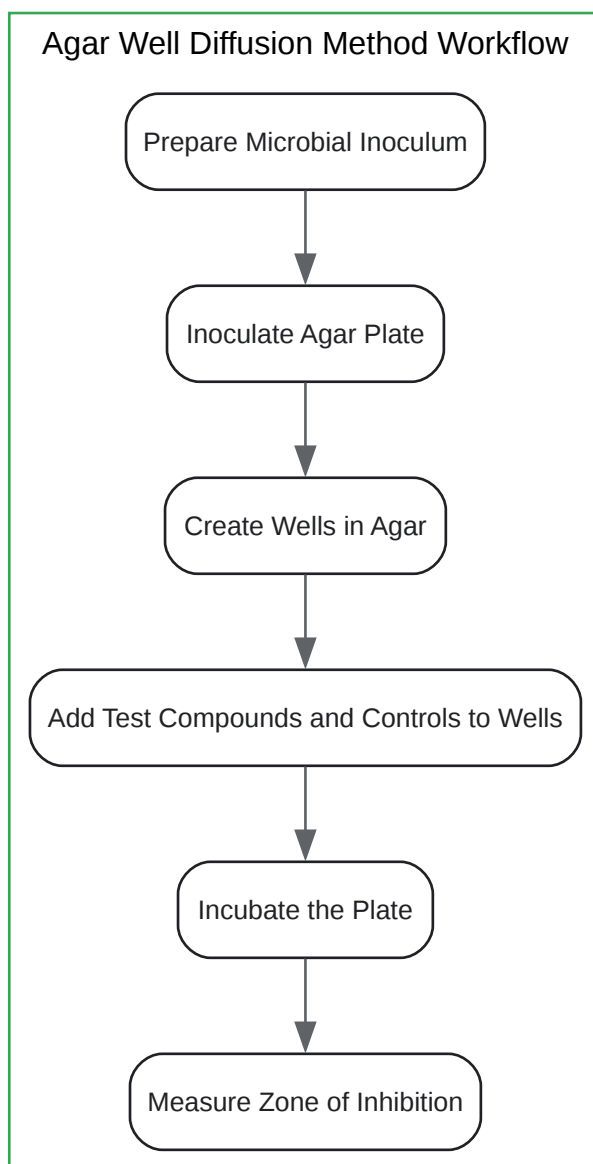 Agar Well Diffusion Method Workflow
Prepare Microbial Inoculum
Inoculate Agar Plate
Create Wells in Agar
Add Test Compounds and Controls to Wells
Incubate the Plate
Measure Zone of Inhibition